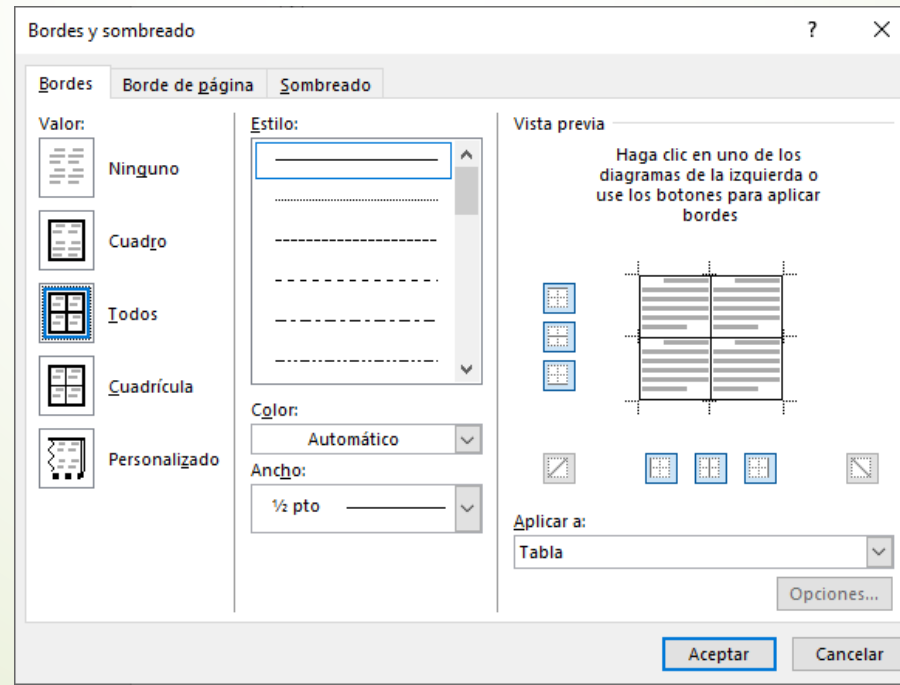 Bordes y sombreado
?
Bordes
Borde de página
Sombreado
Valor:
Ninguno
Cuadro
Todos
Cuadrícula
Personalizado
Estilo:
Color:
Automático
Ancho:
½ pto
Vista previa
Haga clic en uno de los
diagramas de la izquierda o
use los botones para aplicar
bordes
Aplicar a:
Tabla
Opciones...
Aceptar
Cancelar